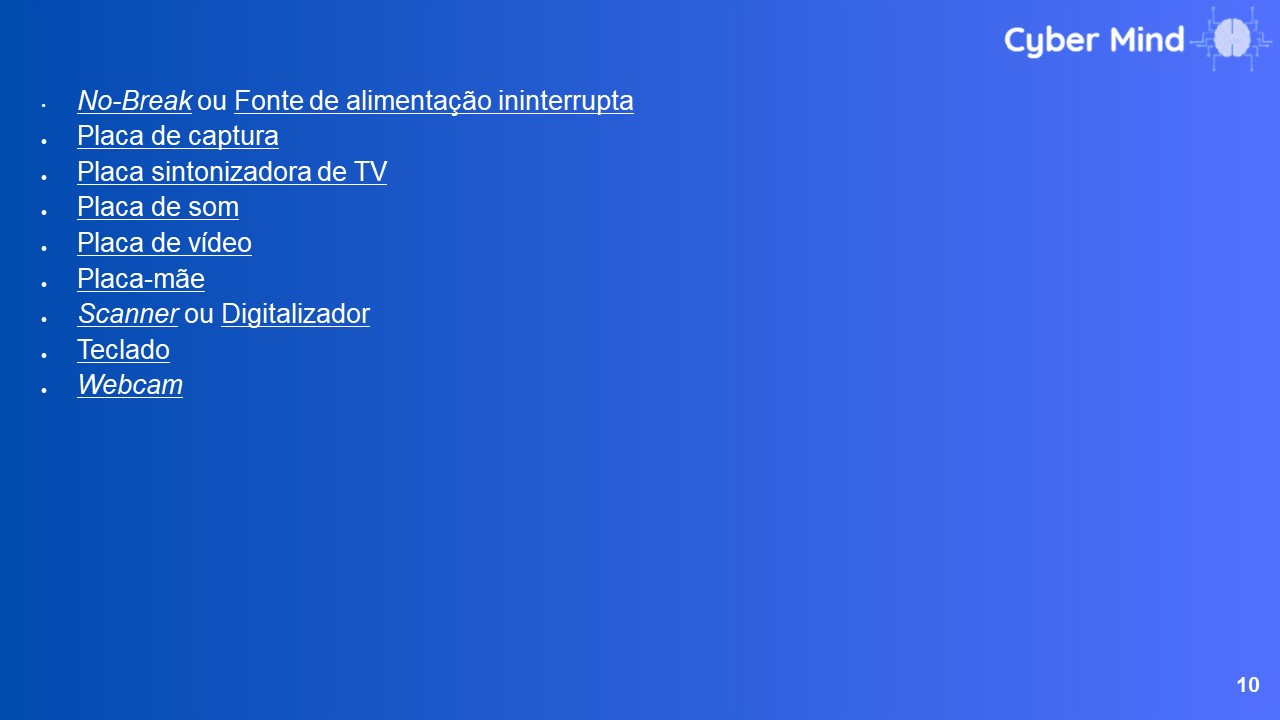 Cyber Mind
• No-Break ou Fonte de alimentação ininterrupta
• Placa de captura
• Placa sintonizadora de TV
• Placa de som
• Placa de vídeo
• Placa-mãe
• Scanner ou Digitalizador
• Teclado
• Webcam
10